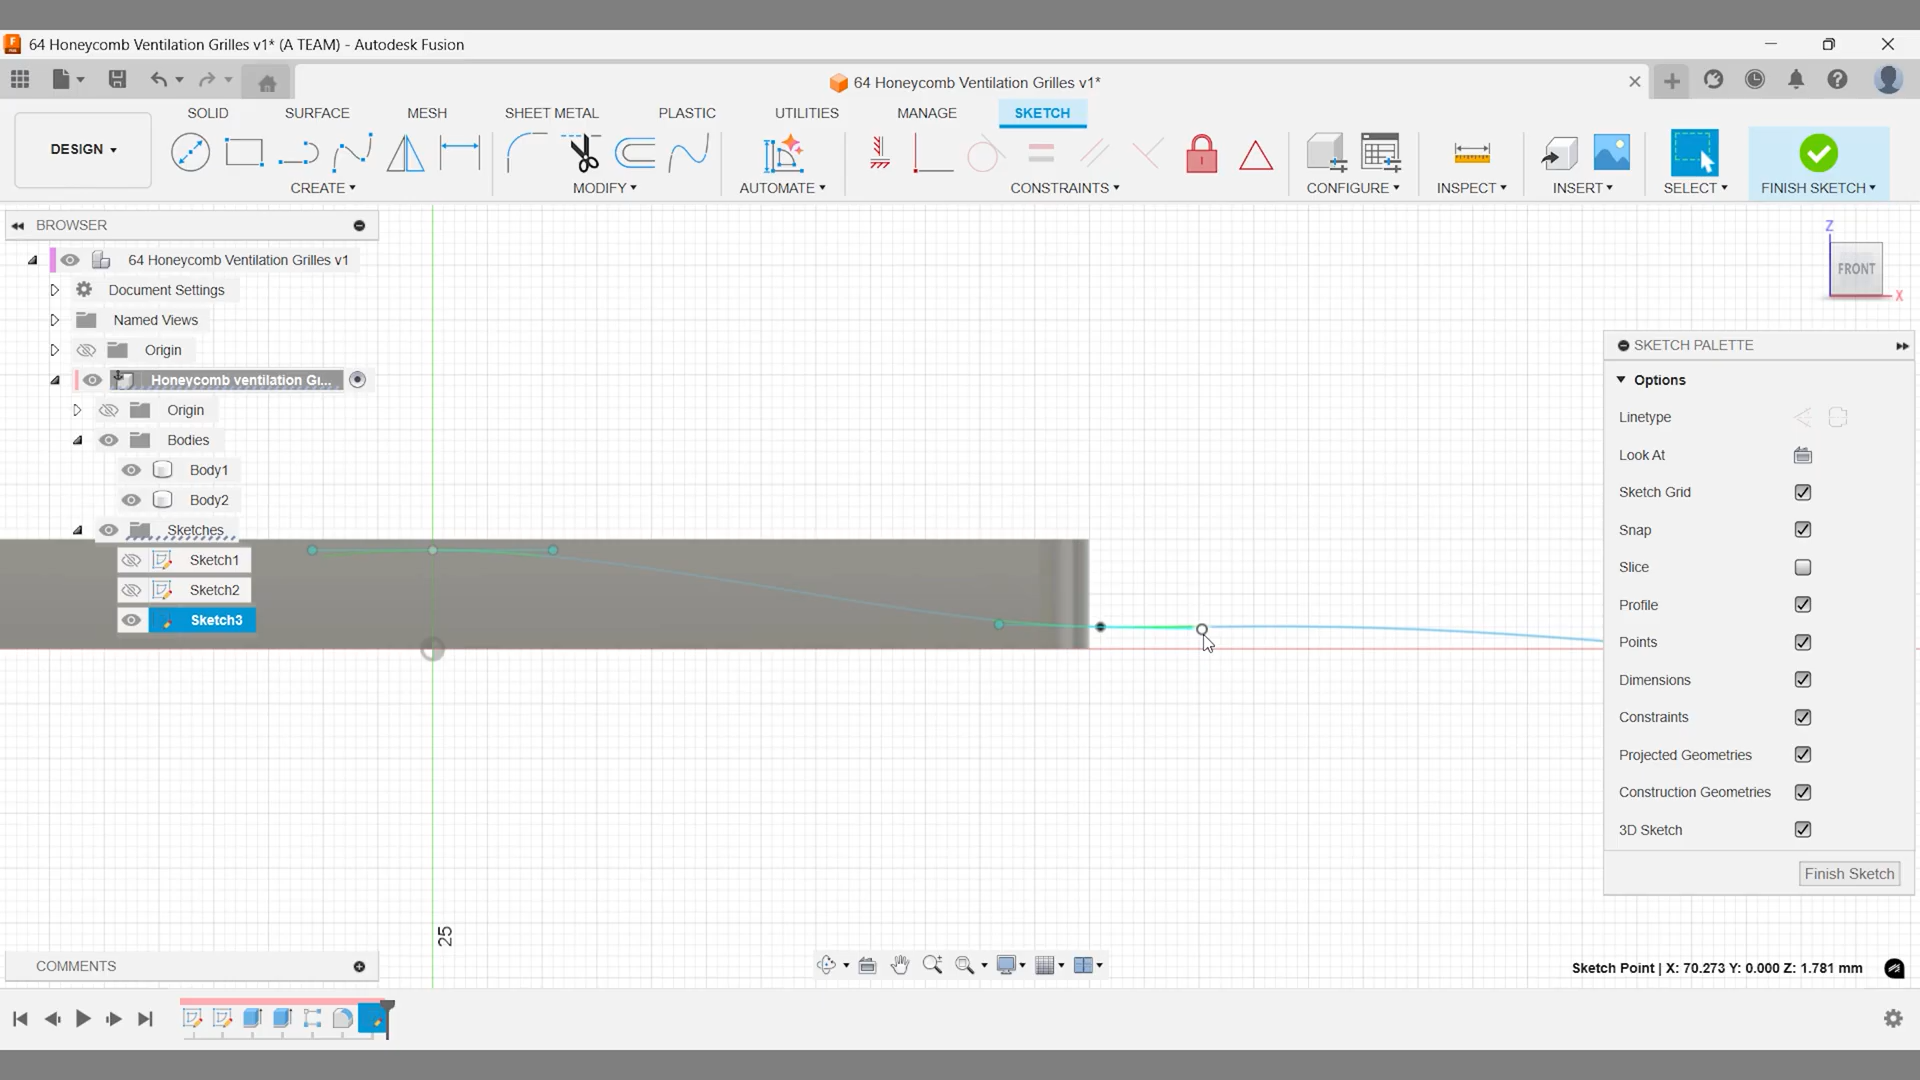 64 Honeycomb Ventilation Grilles v1* (A TEAM) - Autodesk Fusion
64 Honeycomb Ventilation Grilles v1*
SOLID SURFACE MESH SHEET METAL PLASTIC UTILITIES MANAGE SKETCH
DESIGN
CREATE MODIFY AUTOMATE CONSTRAINTS CONFIGURE INSPECT INSERT SELECT FINISH SKETCH
BROWSER
64 Honeycomb Ventilation Grilles v1
Document Settings
Named Views
Origin
Honeycomb ventilation Gr...
Origin
Bodies
Body1
Body2
Sketches
Sketch1
Sketch2
Sketch3
Z
FRONT
X
SKETCH PALETTE
Options
Linetype
Look At
Sketch Grid
Snap
Slice
Profile
Points
Dimensions
Constraints
Projected Geometries
Construction Geometries
3D Sketch
Finish Sketch
25
COMMENTS
Sketch Point | X: 70.273 Y: 0.000 Z: 1.781 mm